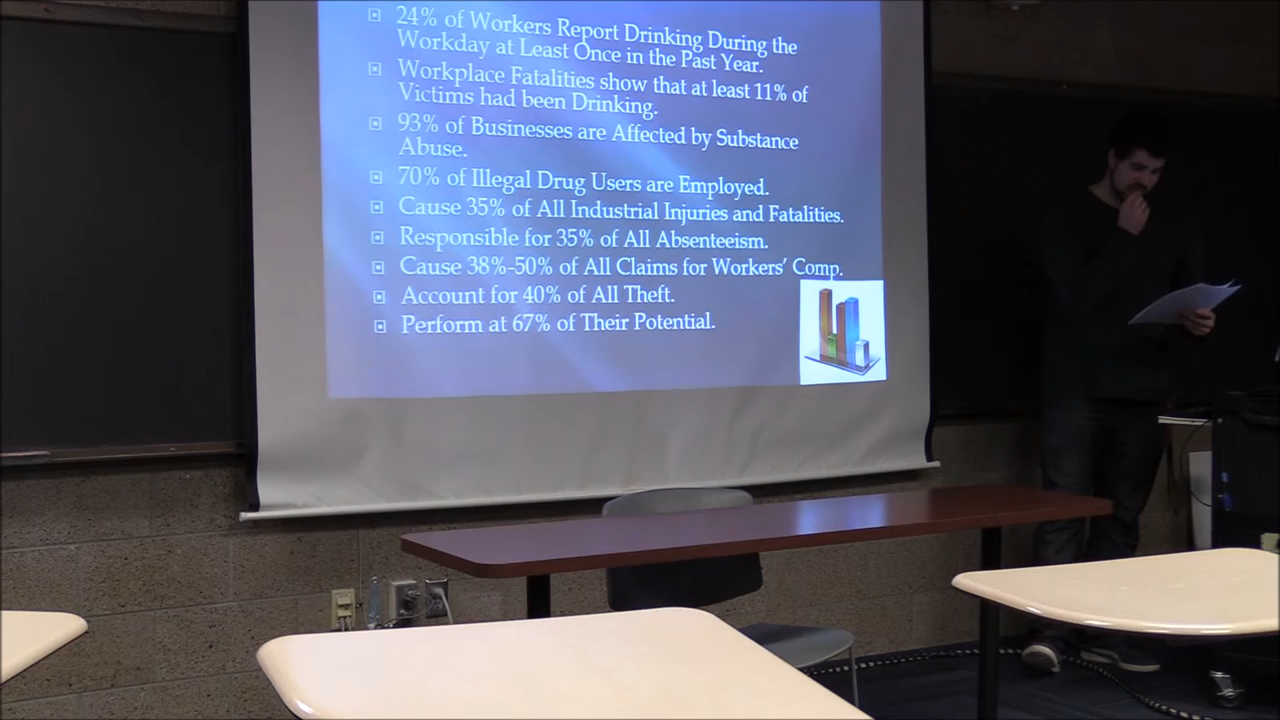 24% of Workers Report Drinking During the
Workday at Least Once in the Past Year.
Workplace Fatalities show that at least 11% of
Victims had been Drinking.
93% of Businesses are Affected by Substance
Abuse.
70% of Illegal Drug Users are Employed.
Cause 35% of All Industrial Injuries and Fatalities.
Responsible for 35% of All Absenteeism.
Cause 38%-50% of All Claims for Workers' Comp.
Account for 40% of All Theft.
Perform at 67% of Their Potential.